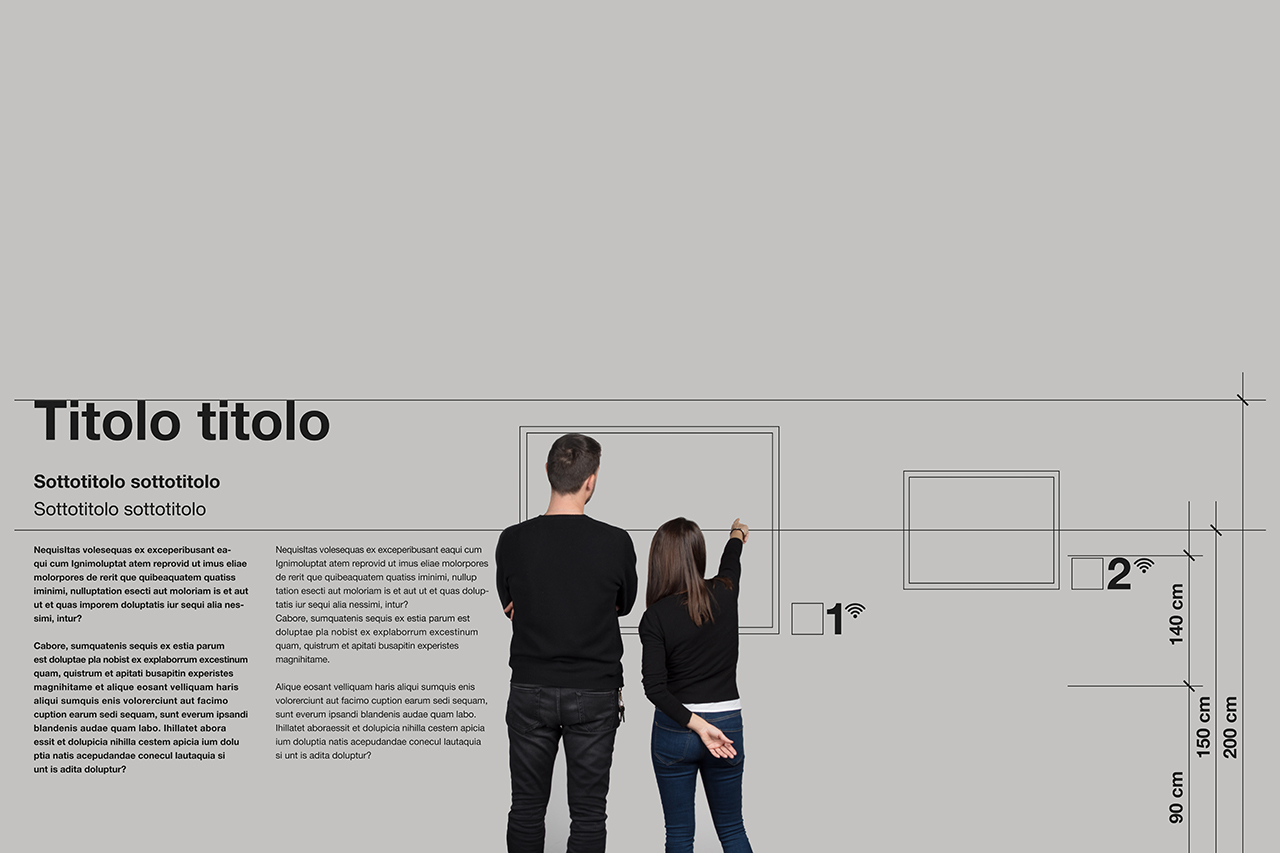 Titolo titolo
Sottotitolo sottotitolo
Sottotitolo sottotitolo
NequisItas volesequas ex exceperibusant ea-
qui cum Ignimoluptat atem reprovid ut imus eliae
molorpores de rerit que quibeaquatem quatiss
iminimi, nulluptation esecti aut moloriam is et aut
ut et quas imporem doluptatis iur sequi alia nes-
simi, intur?
Cabore, sumquatenis sequis ex estia parum
est doluptae pla nobist ex explaborrum excestinum
quam, quistrum et apitati busapitin experistes
magnihitame et alique eosant velliquam haris
aliqui sumquis enis volorerciunt aut facimo
cuption earum sedi sequam, sunt everum ipsandi
blandenis audae quam labo. Ihillatet abora
essit et dolupicia nihilla cestem apicia ium dolu
ptia natis acepudandae conecul lautaquia si
unt is adita doluptur?
NequisItas volesequas ex exceperibusant eaqui cum
Ignimoluptat atem reprovid ut imus eliae molorpores
de rerit que quibeaquatem quatiss iminimi, nullup
tation esecti aut moloriam is et aut ut et quas dolup-
tatis iur sequi alia nessimi, intur?
Cabore, sumquatenis sequis ex estia parum est
doluptae pla nobist ex explaborrum excestinum
quam, quistrum et apitati busapitin experistes
magnihitame.
Alique eosant velliquam haris aliqui sumquis enis
volorerciunt aut facimo cuption earum sedi sequam,
sunt everum ipsandi blandenis audae quam labo.
Ihillatet aboraessit et dolupicia nihilla cestem apicia
ium doluptia natis acepudandae conecul lautaquia
si unt is adita doluptur?
1
2
140 cm
90 cm
150 cm
200 cm